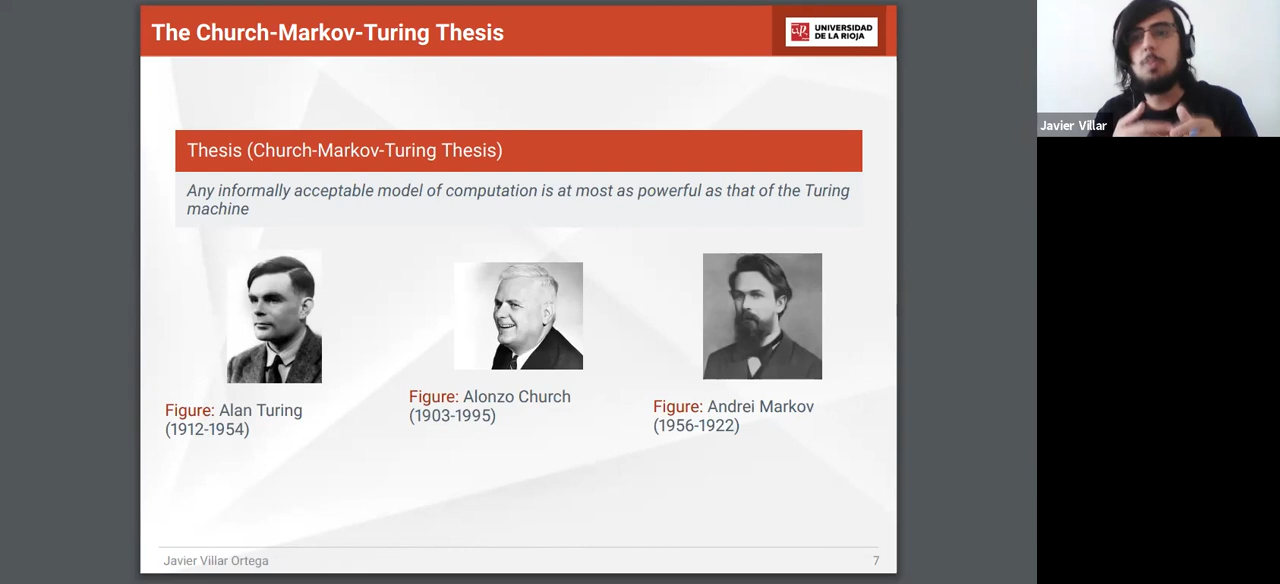 The Church-Markov-Turing Thesis
UNIVERSIDAD
DE LA RIOJA
Javier Villar
Thesis (Church-Markov-Turing Thesis)
Any informally acceptable model of computation is at most as powerful as that of the Turing
machine
Figure: Alan Turing
(1912-1954)
Figure: Alonzo Church
(1903-1995)
Figure: Andrei Markov
(1956-1922)
Javier Villar Ortega
7